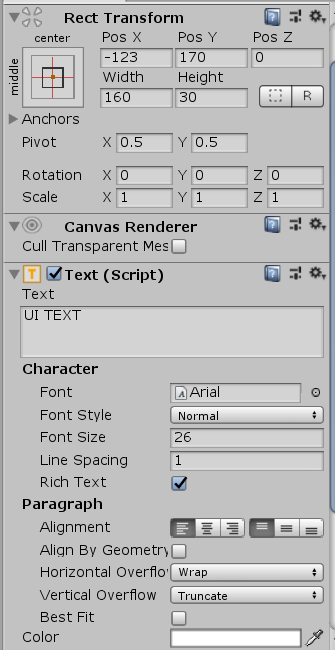 Rect Transform
center
Pos X Pos Y Pos Z
-123 170 0
middle
Width Height
160 30
R
Anchors
Pivot X 0.5 Y 0.5
Rotation X 0 Y 0 Z 0
Scale X 1 Y 1 Z 1
Canvas Renderer
Cull Transparent Mes
T Text (Script)
Text
UI TEXT
Character
Font Arial
Font Style Normal
Font Size 26
Line Spacing 1
Rich Text
Paragraph
Alignment
Align By Geometry
Horizontal Overflo
Wrap
Vertical Overflow Truncate
Best Fit
Color